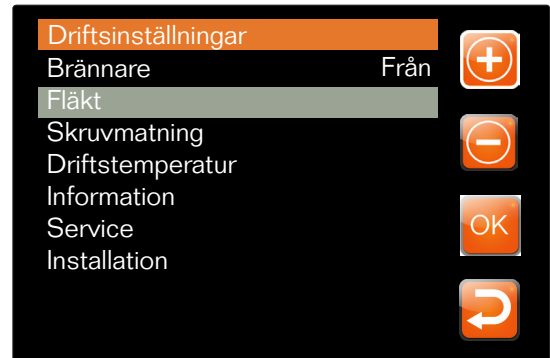 Driftsinställningar
Brännare Från
Fläkt
Skruvmatning
Driftstemperatur
Information
Service
Installation
OK